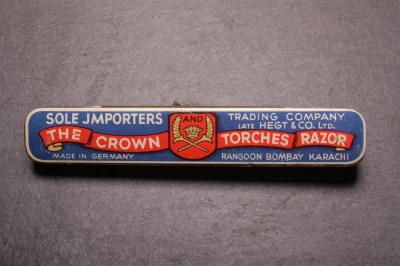 SOLE JMPORTERS
THE CROWN
MADE IN GERMANY
AND
TRADING COMPANY
LATE HEGT & CO. LTD.
TORCHES RAZOR
RANGOON BOMBAY KARACHI